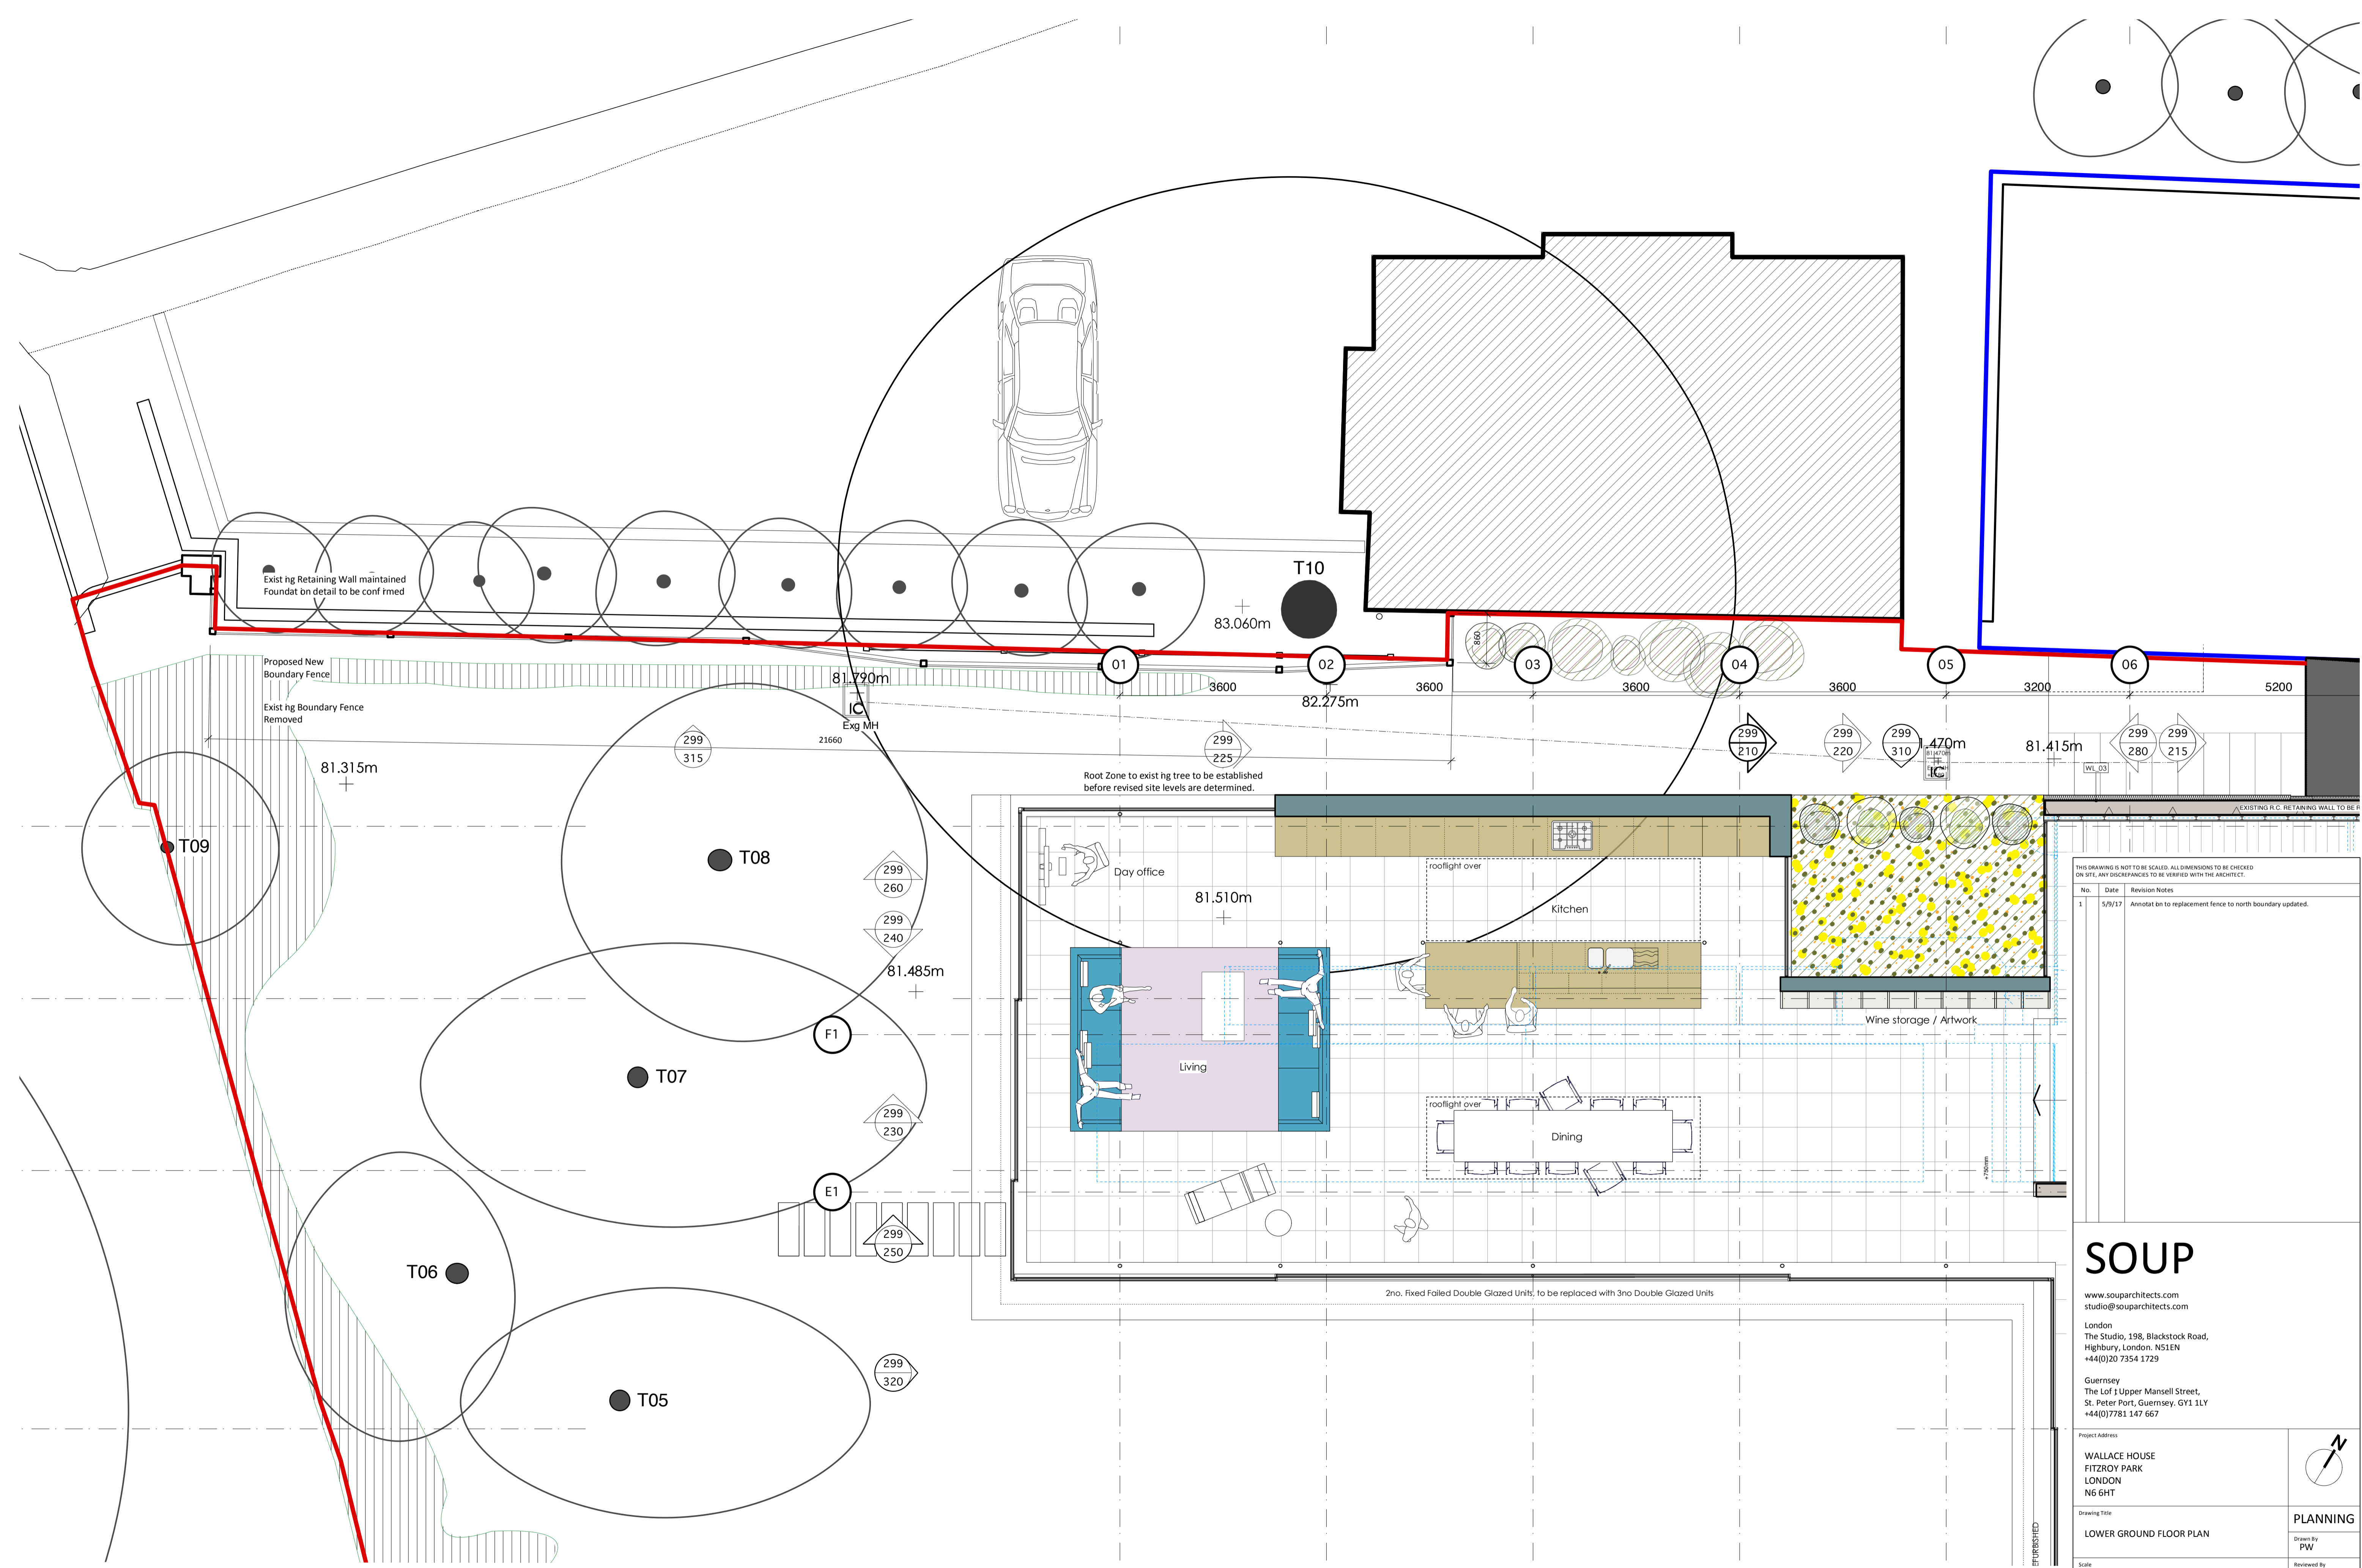 T10
Existing Retaining Wall maintained
Foundation detail to be confirmed
83.060m
860
01
02
03
04
05
06
Proposed New
Boundary Fence
81.790m
3600
3600
3600
3600
3200
5200
82.275m
Existing Boundary Fence
Removed
IC
Exg MH
21660
299
315
299
225
299
210
299
220
299
310
81.415m
299
280
299
215
81.315m
Root Zone to existing tree to be established
before revised site levels are determined.
81.470m
IC
WL_03
EXISTING R.C. RETAINING WALL TO BE
T09
T08
299
260
Day office
rooflight over
81.510m
Kitchen
299
240
81.485m
Wine storage / Artwork
F1
T07
Living
299
230
rooflight over
Dining
+750mm
E1
299
250
T06
2no. Fixed Failed Double Glazed Units, to be replaced with 3no Double Glazed Units
299
320
T05
THIS DRAWING IS NOT TO BE SCALED. ALL DIMENSIONS TO BE CHECKED
ON SITE, ANY DISCREPANCIES TO BE VERIFIED WITH THE ARCHITECT.
No. Date Revision Notes
1 5/9/17 Annotation to replacement fence to north boundary updated.
SOUP
www.souparchitects.com
studio@souparchitects.com
London
The Studio, 198, Blackstock Road,
Highbury, London. N51EN
+44(0)20 7354 1729
Guernsey
The Loft, Upper Mansell Street,
St. Peter Port, Guernsey. GY1 1LY
+44(0)7781 147 667
Project Address
N
WALLACE HOUSE
FITZROY PARK
LONDON
N6 6HT
Drawing Title
PLANNING
LOWER GROUND FLOOR PLAN
Drawn By
PW
Scale
Reviewed By